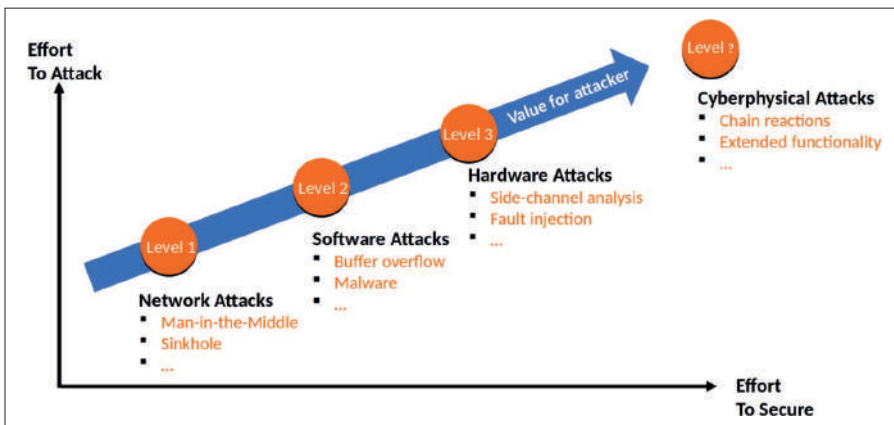 Effort
To Attack
Level ?
Value for attacker
Cyberphysical Attacks
▪ Chain reactions
▪ Extended functionality
▪ ...
Level 3
Hardware Attacks
▪ Side-channel analysis
▪ Fault injection
▪ ...
Level 2
Software Attacks
▪ Buffer overflow
▪ Malware
▪ ...
Level 1
Network Attacks
▪ Man-in-the-Middle
▪ Sinkhole
▪ ...
Effort
To Secure